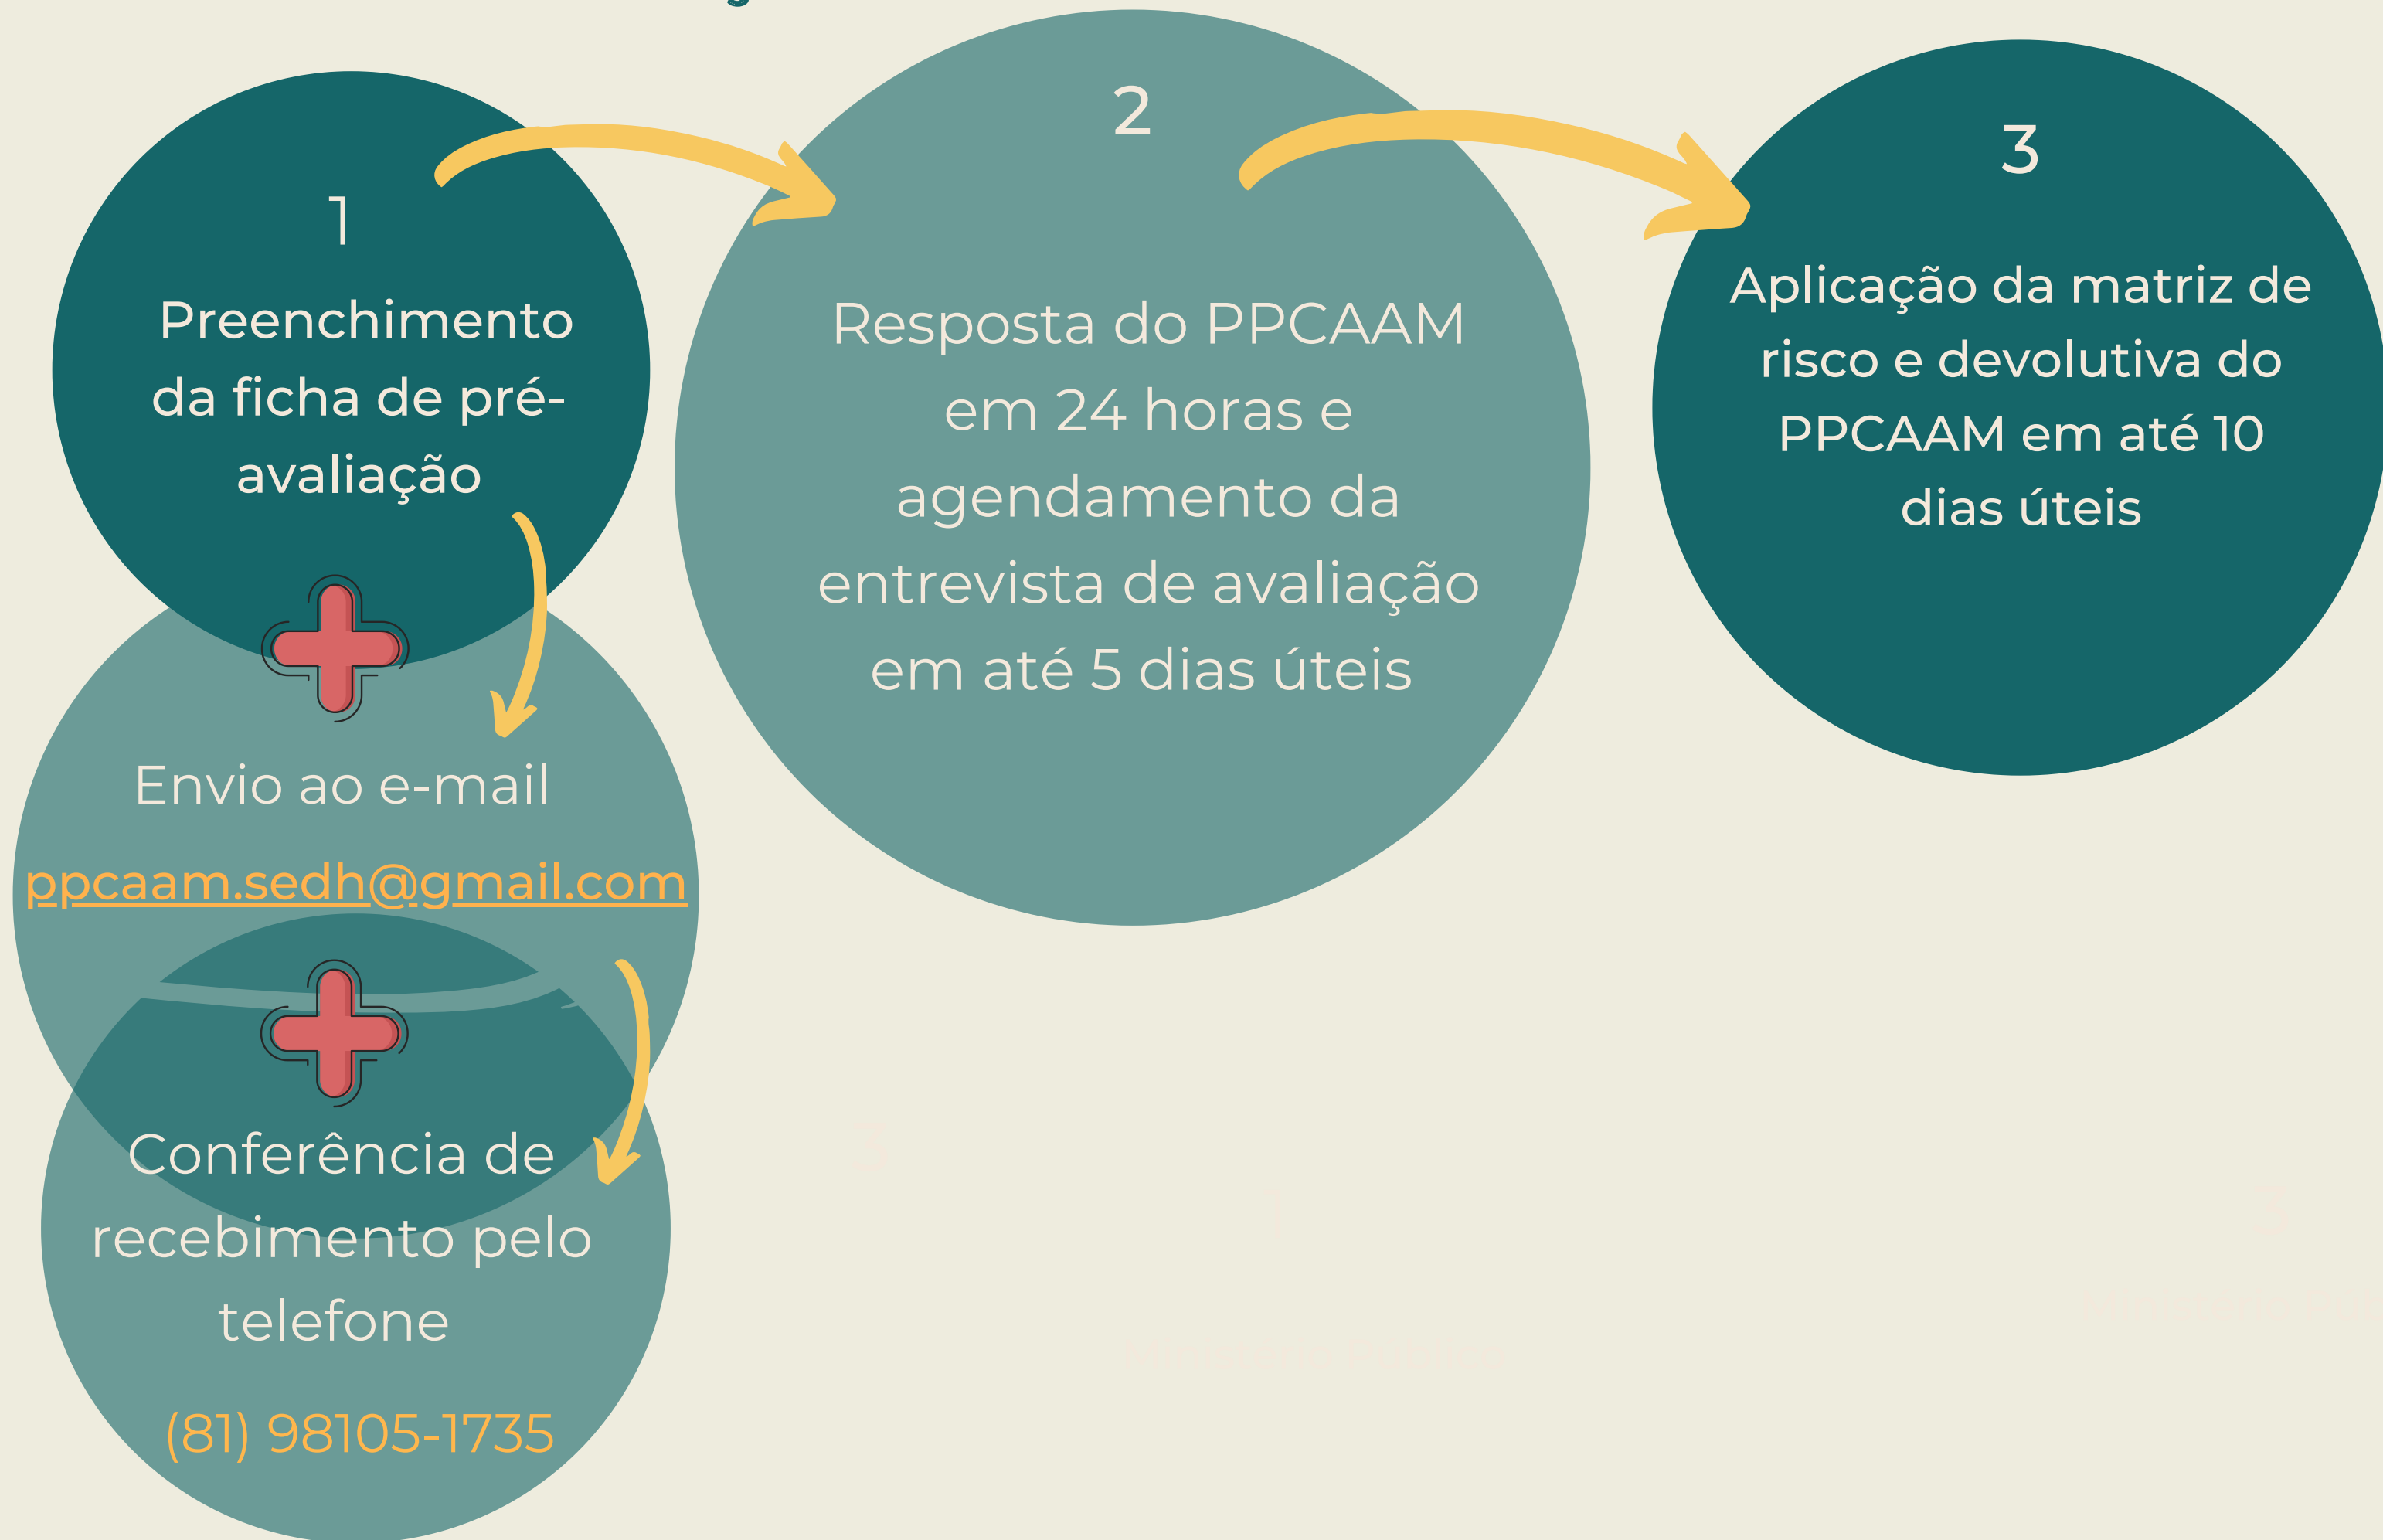 1
Preenchimento
da ficha de pré-
avaliação
Envio ao e-mail
ppcaam.sedh@gmail.com
Conferência de
recebimento pelo
telefone
(81) 98105-1735
2
Resposta do PPCAAM
em 24 horas e
agendamento da
entrevista de avaliação
em até 5 dias úteis
3
Aplicação da matriz de
risco e devolutiva do
PPCAAM em até 10
dias úteis